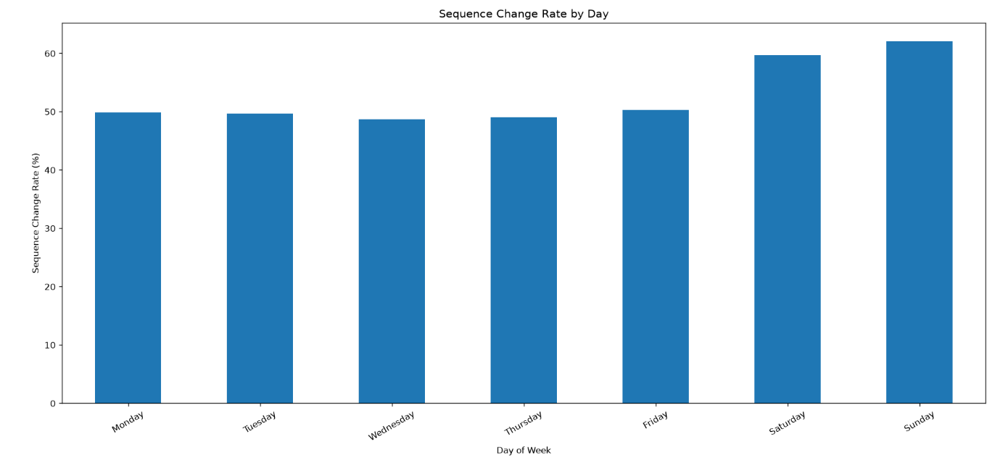 Sequence Change Rate by Day
Sequence Change Rate (%)
60
50
40
30
20
10
0
Monday
Tuesday
Wednesday
Thursday
Friday
Saturday
Sunday
Day of Week